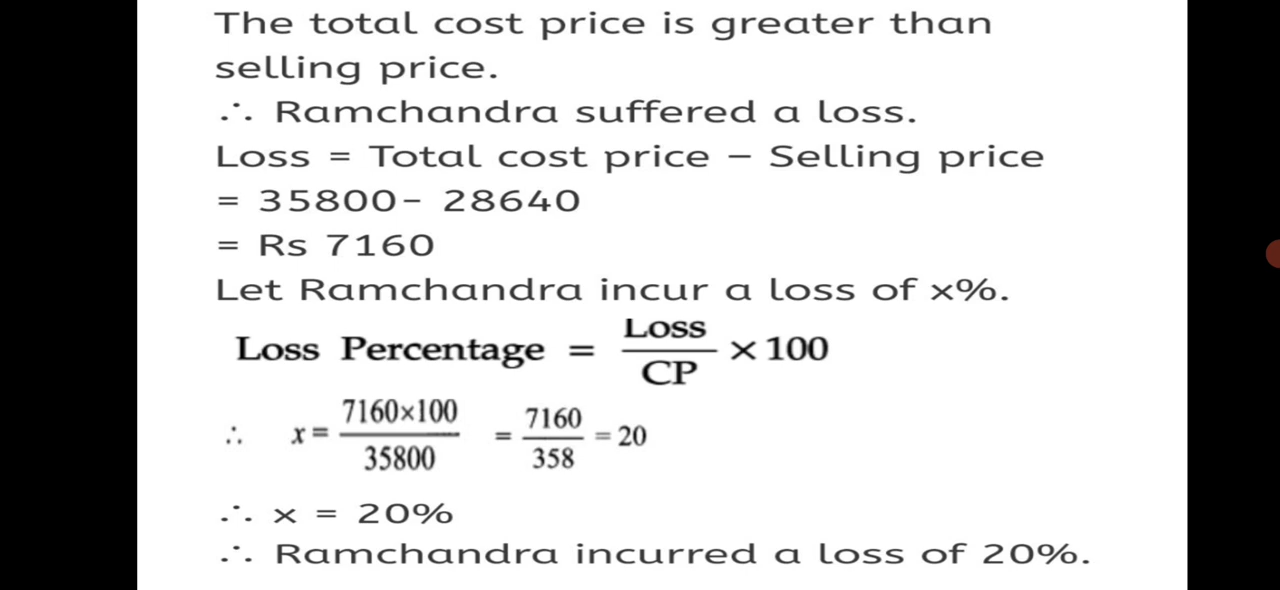 The total cost price is greater than
selling price.
∴ Ramchandra suffered a loss.
Loss = Total cost price – Selling price
= 35800- 28640
= Rs 7160
Let Ramchandra incur a loss of x%.
Loss Percentage = Loss/CP × 100
∴ x = 7160×100/35800 = 7160/358 = 20
∴ x = 20%
∴ Ramchandra incurred a loss of 20%.